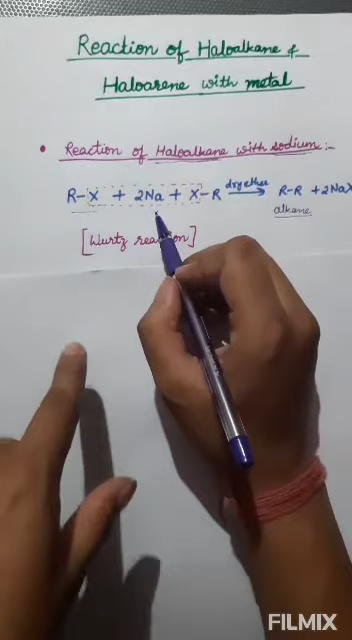 Reaction of Haloalkane &
Haloarene with metal
• Reaction of Haloalkane with sodium :-
R-X + 2Na + X-R dry ether → R-R + 2NaX
alkane
[Wurtz reaction]
FILMIX